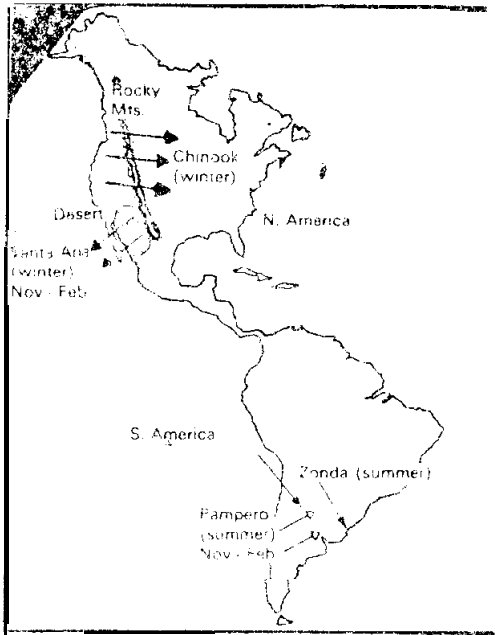 Rocky
Mts.
Chinook
(winter)
Desert
N. America
Santa Ana
(winter)
Nov - Feb
S. America
Zonda (summer)
Pampero
(summer)
Nov - Feb